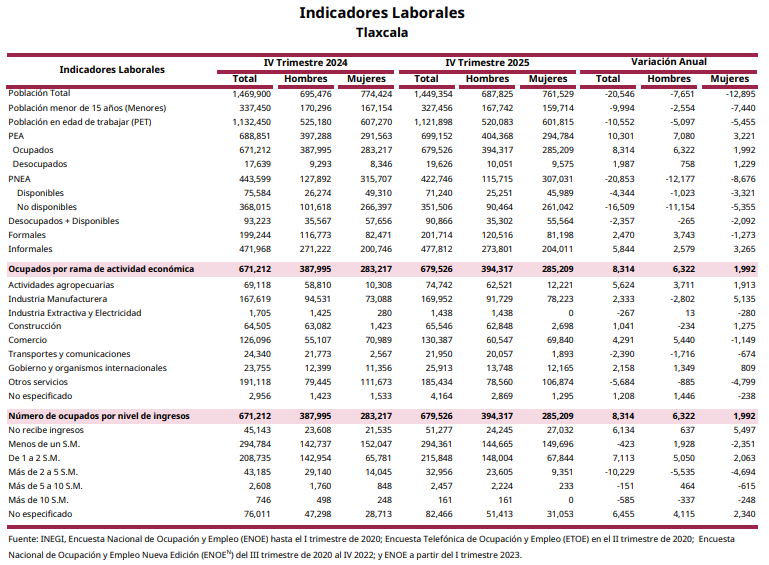 Indicadores Laborales
Tlaxcala
Indicadores Laborales IV Trimestre 2024 IV Trimestre 2025 Variación Anual
Total Hombres Mujeres Total Hombres Mujeres Total Hombres Mujeres
Población Total 1,469,900 695,476 774,424 1,449,354 687,825 761,529 -20,546 -7,651 -12,895
Población menor de 15 años (Menores) 337,450 170,296 167,154 327,456 167,742 159,714 -9,994 -2,554 -7,440
Población en edad de trabajar (PET) 1,132,450 525,180 607,270 1,121,898 520,083 601,815 -10,552 -5,097 -5,455
PEA 688,851 397,288 291,563 699,152 404,368 294,784 10,301 7,080 3,221
Ocupados 671,212 387,995 283,217 679,526 394,317 285,209 8,314 6,322 1,992
Desocupados 17,639 9,293 8,346 19,626 10,051 9,575 1,987 758 1,229
PNEA 443,599 127,892 315,707 422,746 115,715 307,031 -20,853 -12,177 -8,676
Disponibles 75,584 26,274 49,310 71,240 25,251 45,989 -4,344 -1,023 -3,321
No disponibles 368,015 101,618 266,397 351,506 90,464 261,042 -16,509 -11,154 -5,355
Desocupados + Disponibles 93,223 35,567 57,656 90,866 35,302 55,564 -2,357 -265 -2,092
Formales 199,244 116,773 82,471 201,714 120,516 81,198 2,470 3,743 -1,273
Informales 471,968 271,222 200,746 477,812 273,801 204,011 5,844 2,579 3,265
Ocupados por rama de actividad económica 671,212 387,995 283,217 679,526 394,317 285,209 8,314 6,322 1,992
Actividades agropecuarias 69,118 58,810 10,308 74,742 62,521 12,221 5,624 3,711 1,913
Industria Manufacturera 167,619 94,531 73,088 169,952 91,729 78,223 2,333 -2,802 5,135
Industria Extractiva y Electricidad 1,705 1,425 280 1,438 1,438 0 -267 13 -280
Construcción 64,505 63,082 1,423 65,546 62,848 2,698 1,041 -234 1,275
Comercio 126,096 55,107 70,989 130,387 60,547 69,840 4,291 5,440 -1,149
Transportes y comunicaciones 24,340 21,773 2,567 21,950 20,057 1,893 -2,390 -1,716 -674
Gobierno y organismos internacionales 23,755 12,399 11,356 25,913 13,748 12,165 2,158 1,349 809
Otros servicios 191,118 79,445 111,673 185,434 78,560 106,874 -5,684 -885 -4,799
No especificado 2,956 1,423 1,533 4,164 2,869 1,295 1,208 1,446 -238
Número de ocupados por nivel de ingresos 671,212 387,995 283,217 679,526 394,317 285,209 8,314 6,322 1,992
No recibe ingresos 45,143 23,608 21,535 51,277 24,245 27,032 6,134 637 5,497
Menos de un S.M. 294,784 142,737 152,047 294,361 144,665 149,696 -423 1,928 -2,351
De 1 a 2 S.M. 208,735 142,954 65,781 215,848 148,004 67,844 7,113 5,050 2,063
Más de 2 a 5 S.M. 43,185 29,140 14,045 32,956 23,605 9,351 -10,229 -5,535 -4,694
Más de 5 a 10 S.M. 2,608 1,760 848 2,457 2,224 233 -151 464 -615
Más de 10 S.M. 746 498 248 161 161 0 -585 -337 -248
No especificado 76,011 47,298 28,713 82,466 51,413 31,053 6,455 4,115 2,340
Fuente: INEGI, Encuesta Nacional de Ocupación y Empleo (ENOE) hasta el I trimestre de 2020; Encuesta Telefónica de Ocupación y Empleo (ETOE) en el II trimestre de 2020; Encuesta
Nacional de Ocupación y Empleo Nueva Edición (ENOEᴺ) del III trimestre de 2020 al IV 2022; y ENOE a partir del I trimestre 2023.